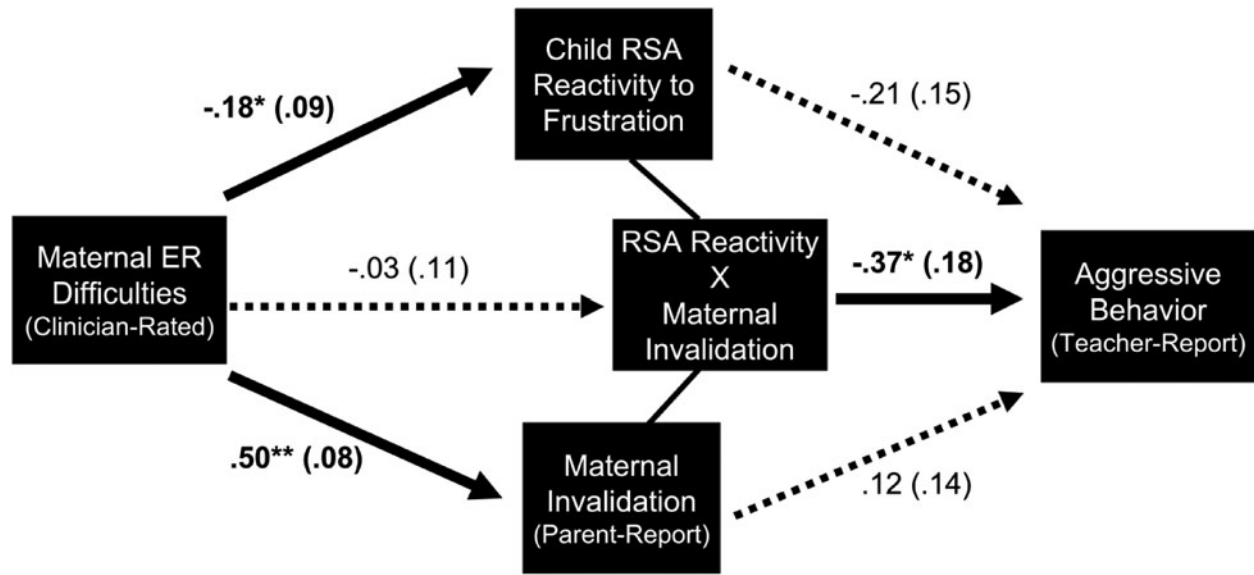 Child RSA
Reactivity to
Frustration
-.18* (.09)
-.21 (.15)
Maternal ER
Difficulties
(Clinician-Rated)
-.03 (.11)
RSA Reactivity
X
Maternal
Invalidation
-.37* (.18)
Aggressive
Behavior
(Teacher-Report)
.50** (.08)
Maternal
Invalidation
(Parent-Report)
.12 (.14)